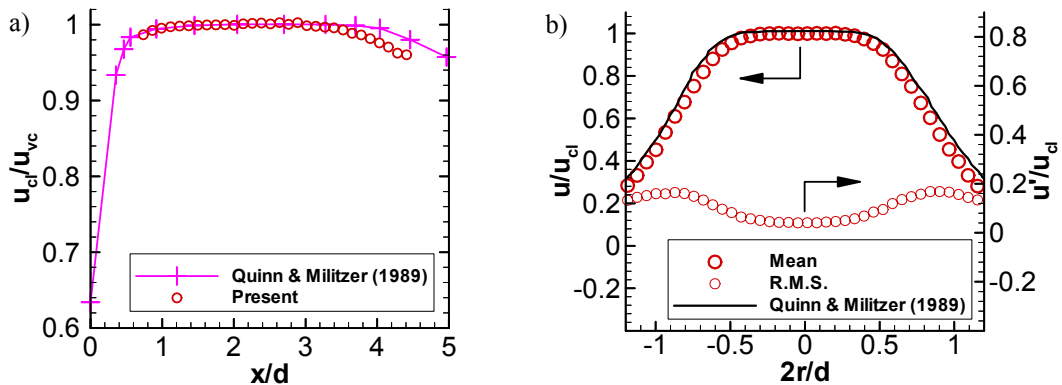 a)
u_cl/u_vc
1
0.9
0.8
0.7
0.6
0 1 2 3 4 5
x/d
Quinn & Militzer (1989)
Present
b)
u/u_cl
1
0.8
0.6
0.4
0.2
0
-0.2
0.8
0.6
0.4
0.2
0
-0.2
u'/u_cl
Mean
R.M.S.
Quinn & Militzer (1989)
-1 -0.5 0 0.5 1
2r/d